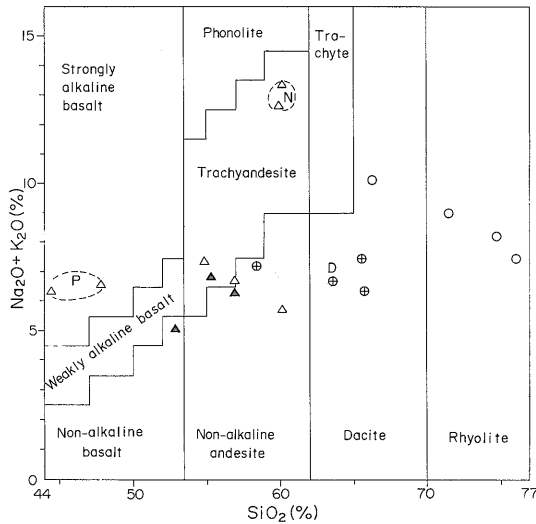 Phonolite
Tra-
chyte
Strongly
alkaline
basalt
N
Trachyandesite
P
D
Weakly alkaline basalt
Non-alkaline
basalt
Non-alkaline
andesite
Dacite
Rhyolite
15
10
5
0
Na₂O+K₂O(%)
44
50
60
70
77
SiO₂(%)